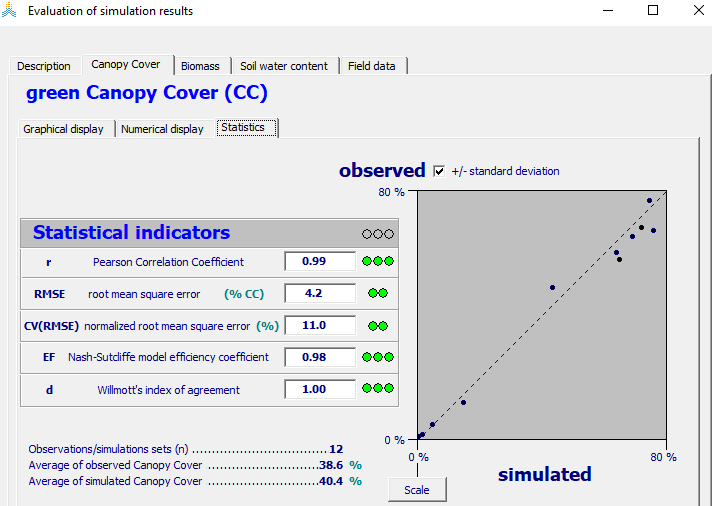 Evaluation of simulation results
Description Canopy Cover Biomass Soil water content Field data
green Canopy Cover (CC)
Graphical display Numerical display Statistics
observed +/- standard deviation
80 %
Statistical indicators
r Pearson Correlation Coefficient 0.99
RMSE root mean square error (% CC) 4.2
CV(RMSE) normalized root mean square error (%) 11.0
EF Nash-Sutcliffe model efficiency coefficient 0.98
d Willmott's index of agreement 1.00
0 %
Observations/simulations sets (n) ..................................12
0 % 80 %
Average of observed Canopy Cover ...........................38.6 %
simulated
Average of simulated Canopy Cover ...........................40.4 %
Scale